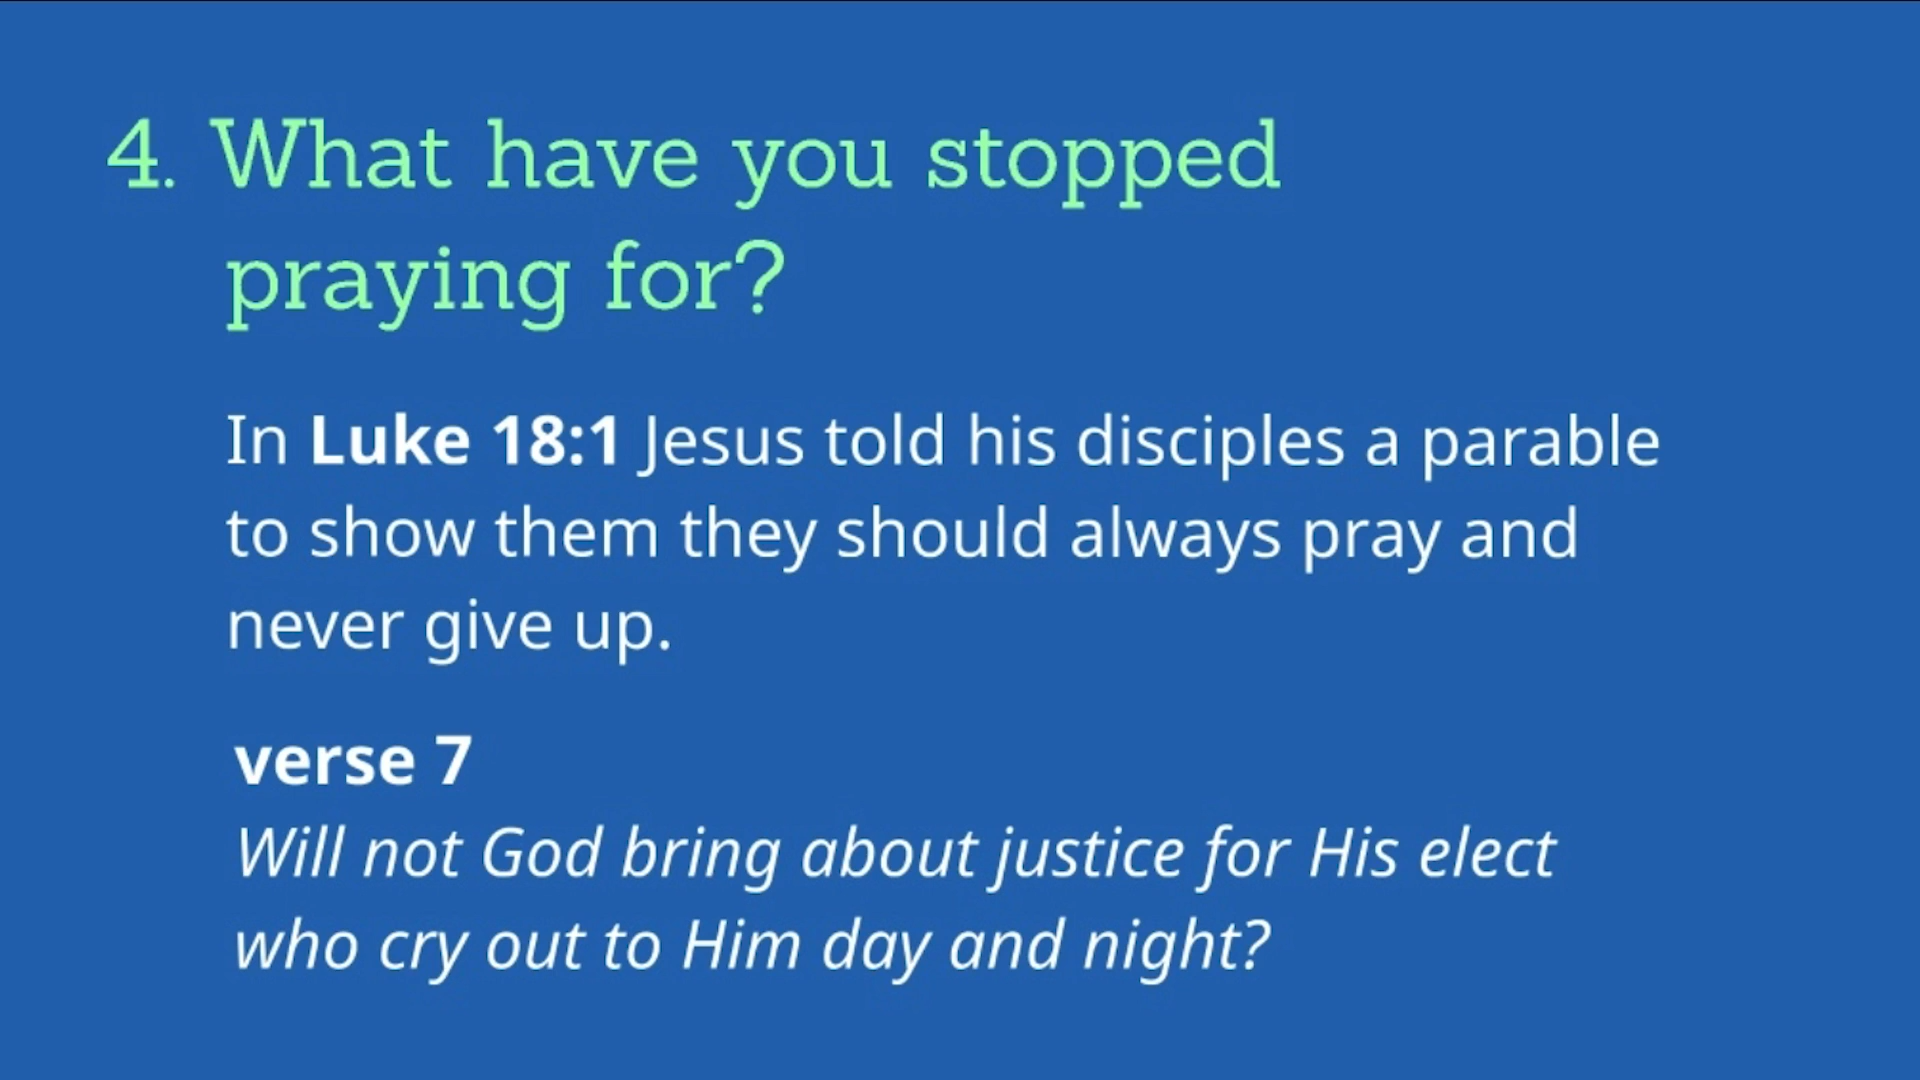 4. What have you stopped
praying for?
In Luke 18:1 Jesus told his disciples a parable
to show them they should always pray and
never give up.
verse 7
Will not God bring about justice for His elect
who cry out to Him day and night?